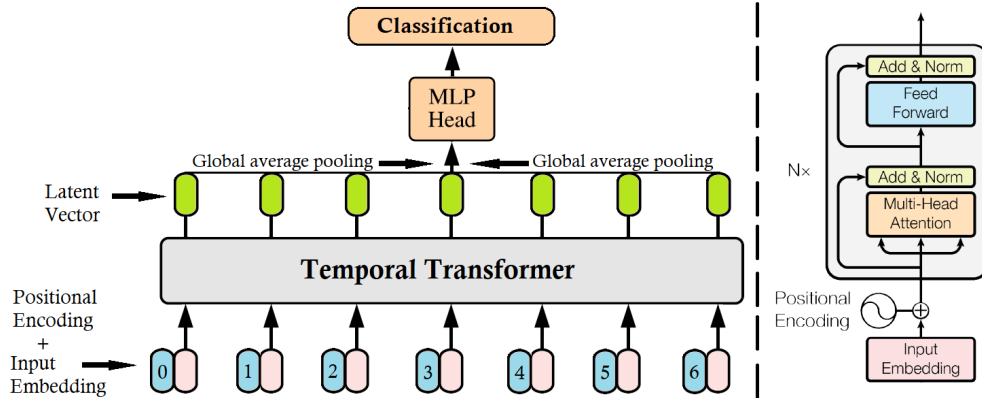 Classification
MLP
Head
Global average pooling
Global average pooling
Latent
Vector
Temporal Transformer
Positional
Encoding
+
Input
Embedding
0
1
2
3
4
5
6
Add & Norm
Feed
Forward
N×
Add & Norm
Multi-Head
Attention
Positional
Encoding
Input
Embedding